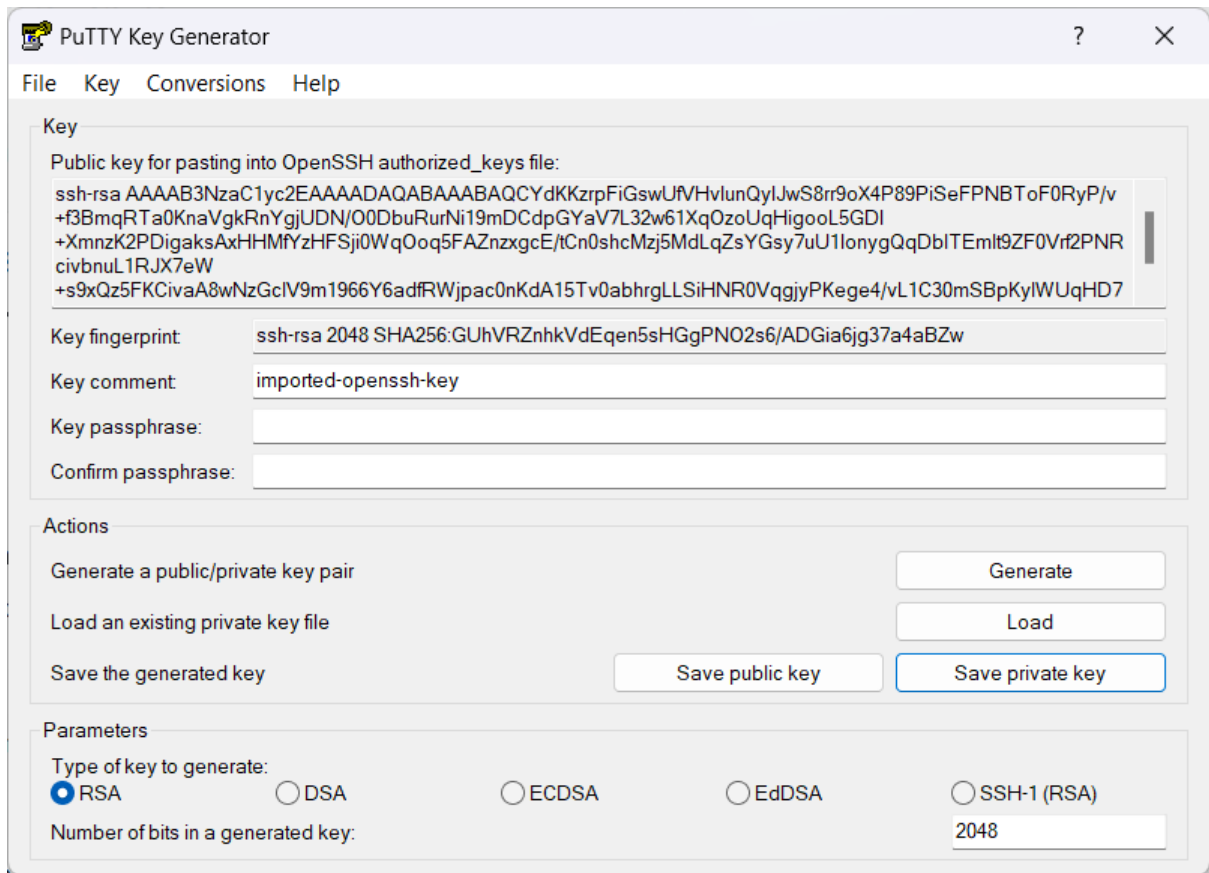 PuTTY Key Generator
File Key Conversions Help
Key
Public key for pasting into OpenSSH authorized_keys file:
ssh-rsa AAAAB3NzaC1yc2EAAAADAQABAAABAQCYdKKzrpFiGswUfVHvlunQylJwS8rr9oX4P89PiSeFPNBToF0RyP/v
+f3BmqRTa0KnaVgkRnYgjUDN/O0DbuRurNi19mDCdpGYaV7L32w61XqOzoUqHigooL5GDI
+XmnzK2PDigaksAxHHMfYzHFSji0WqOoq5FAZnzxgcE/tCn0shcMzj5MdLqZsYGsy7uU1IonygQqDbITEmlt9ZF0Vrf2PNR
civbnuL1RJX7eW
+s9xQz5FKCivaA8wNzGclV9m1966Y6adfRWjpac0nKdA15Tv0abhrgLLSiHNR0VqgjyPKege4/vL1C30mSBpKylWUqHD7
Key fingerprint: ssh-rsa 2048 SHA256:GUhVRZnhkVdEqen5sHGgPNO2s6/ADGia6jg37a4aBZw
Key comment: imported-openssh-key
Key passphrase:
Confirm passphrase:
Actions
Generate a public/private key pair Generate
Load an existing private key file Load
Save the generated key Save public key Save private key
Parameters
Type of key to generate:
RSA DSA ECDSA EdDSA SSH-1 (RSA)
Number of bits in a generated key: 2048